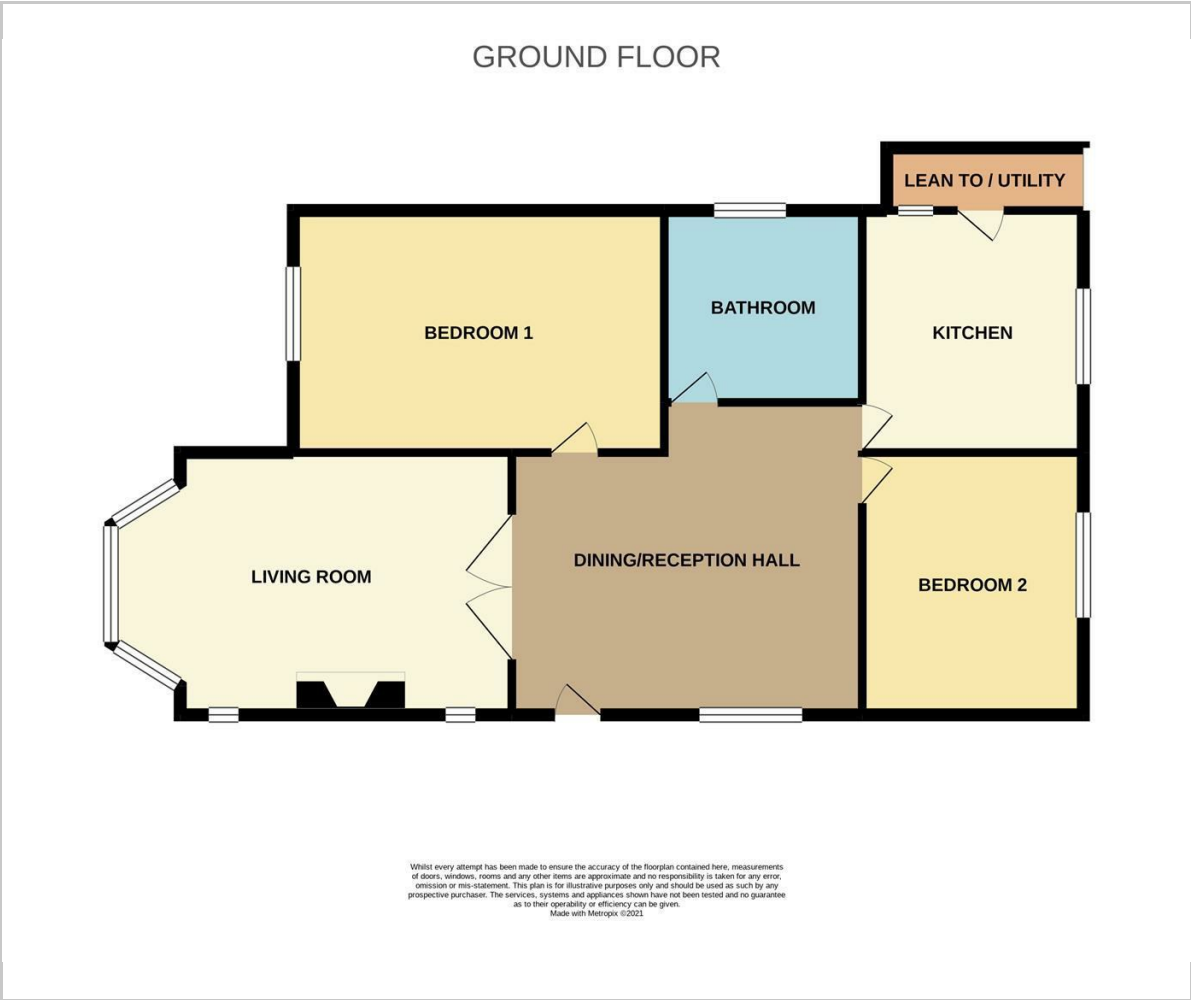 GROUND FLOOR
LEAN TO / UTILITY
BATHROOM
BEDROOM 1
KITCHEN
DINING/RECEPTION HALL
LIVING ROOM
BEDROOM 2
Whilst every attempt has been made to ensure the accuracy of the floorplan contained here, measurements
of doors, windows, rooms and any other items are approximate and no responsibility is taken for any error,
omission or mis-statement. This plan is for illustrative purposes only and should be used as such by any
prospective purchaser. The services, systems and appliances shown have not been tested and no guarantee
as to their operability or efficiency can be given.
Made with Metropix ©2021